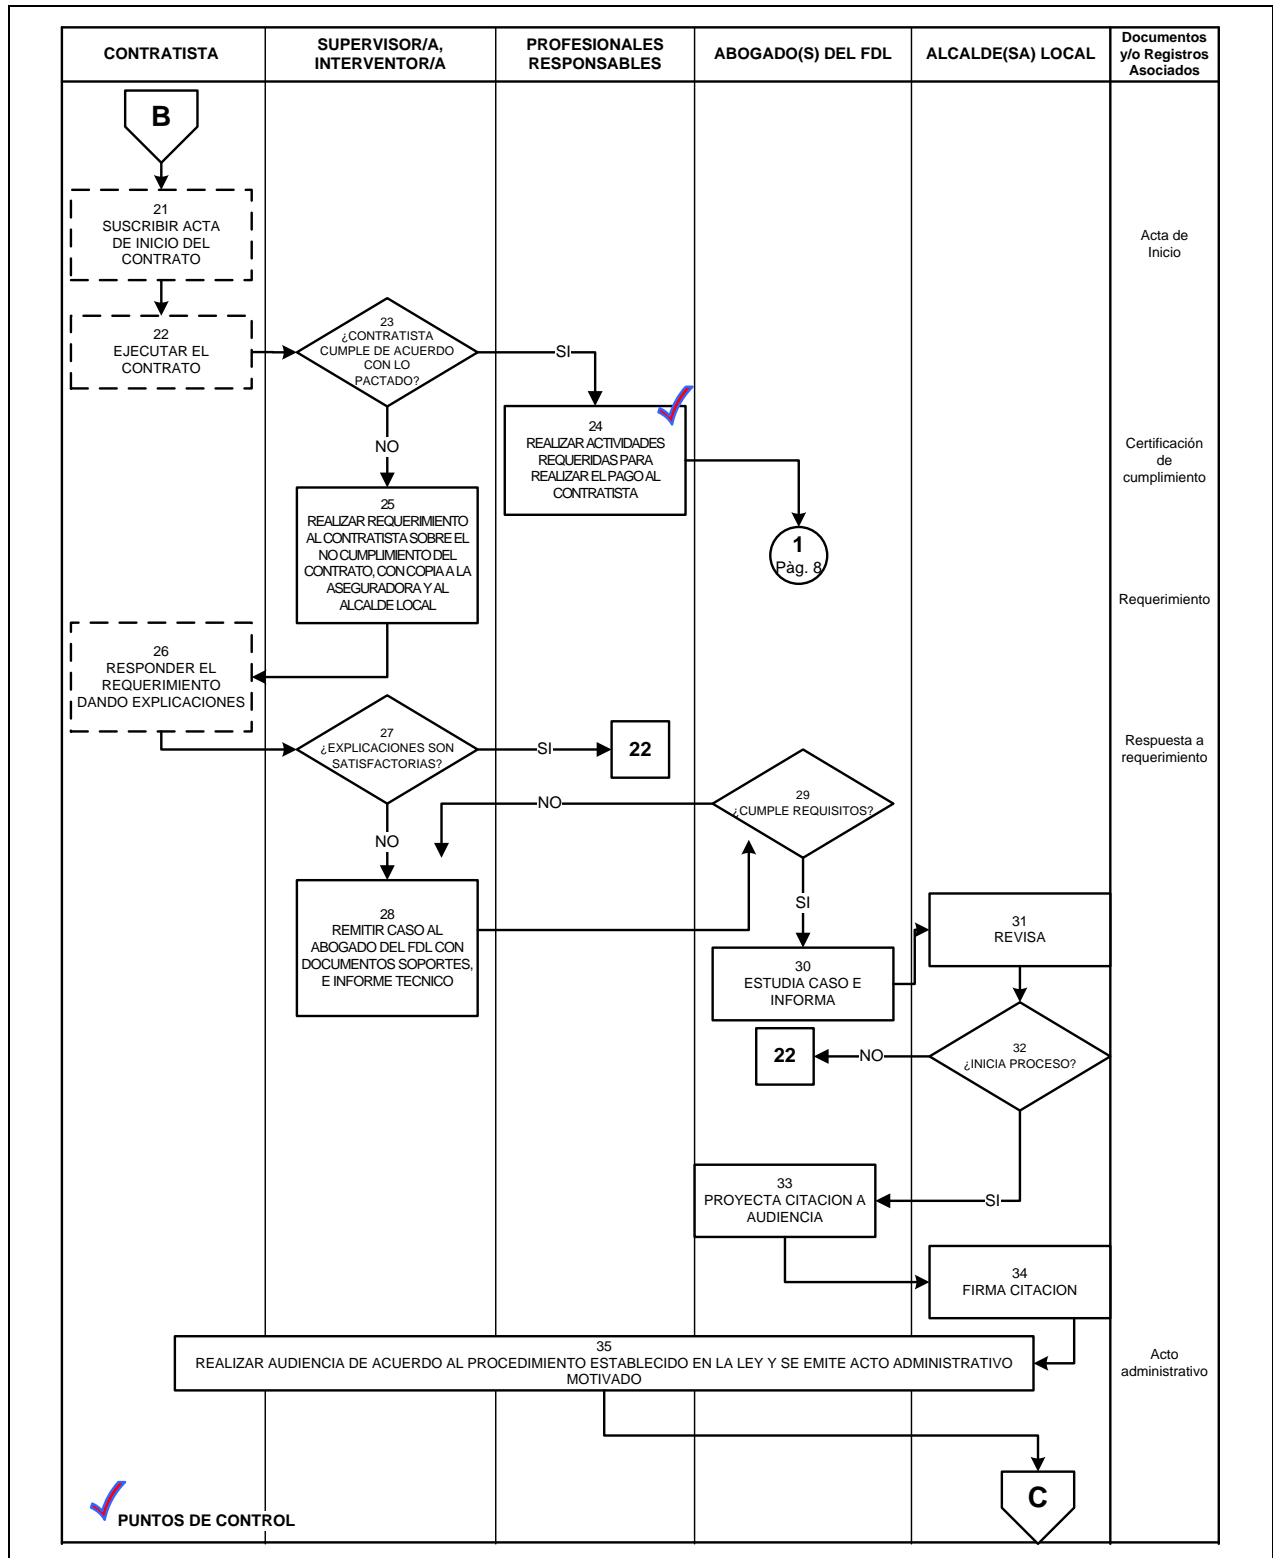 CONTRATISTA
SUPERVISOR/A,
INTERVENTOR/A
PROFESIONALES
RESPONSABLES
ABOGADO(S) DEL FDL
ALCALDE(SA) LOCAL
Documentos
y/o Registros
Asociados
B
21
SUSCRIBIR ACTA
DE INICIO DEL
CONTRATO
Acta de
Inicio
22
EJECUTAR EL
CONTRATO
23
¿CONTRATISTA
CUMPLE DE ACUERDO
CON LO
PACTADO?
SI
NO
24
REALIZAR ACTIVIDADES
REQUERIDAS PARA
REALIZAR EL PAGO AL
CONTRATISTA
Certificación
de
cumplimiento
25
REALIZAR REQUERIMIENTO
AL CONTRATISTA SOBRE EL
NO CUMPLIMIENTO DEL
CONTRATO, CON COPIA A LA
ASEGURADORA Y AL
ALCALDE LOCAL
1
Pàg. 8
Requerimiento
26
RESPONDER EL
REQUERIMIENTO
DANDO EXPLICACIONES
27
¿EXPLICACIONES SON
SATISFACTORIAS?
SI
22
Respuesta a
requerimiento
NO
29
¿CUMPLE REQUISITOS?
NO
SI
28
REMITIR CASO AL
ABOGADO DEL FDL CON
DOCUMENTOS SOPORTES,
E INFORME TECNICO
31
REVISA
30
ESTUDIA CASO E
INFORMA
32
¿INICIA PROCESO?
NO
22
SI
33
PROYECTA CITACION A
AUDIENCIA
34
FIRMA CITACION
35
REALIZAR AUDIENCIA DE ACUERDO AL PROCEDIMIENTO ESTABLECIDO EN LA LEY Y SE EMITE ACTO ADMINISTRATIVO
MOTIVADO
Acto
administrativo
C
PUNTOS DE CONTROL